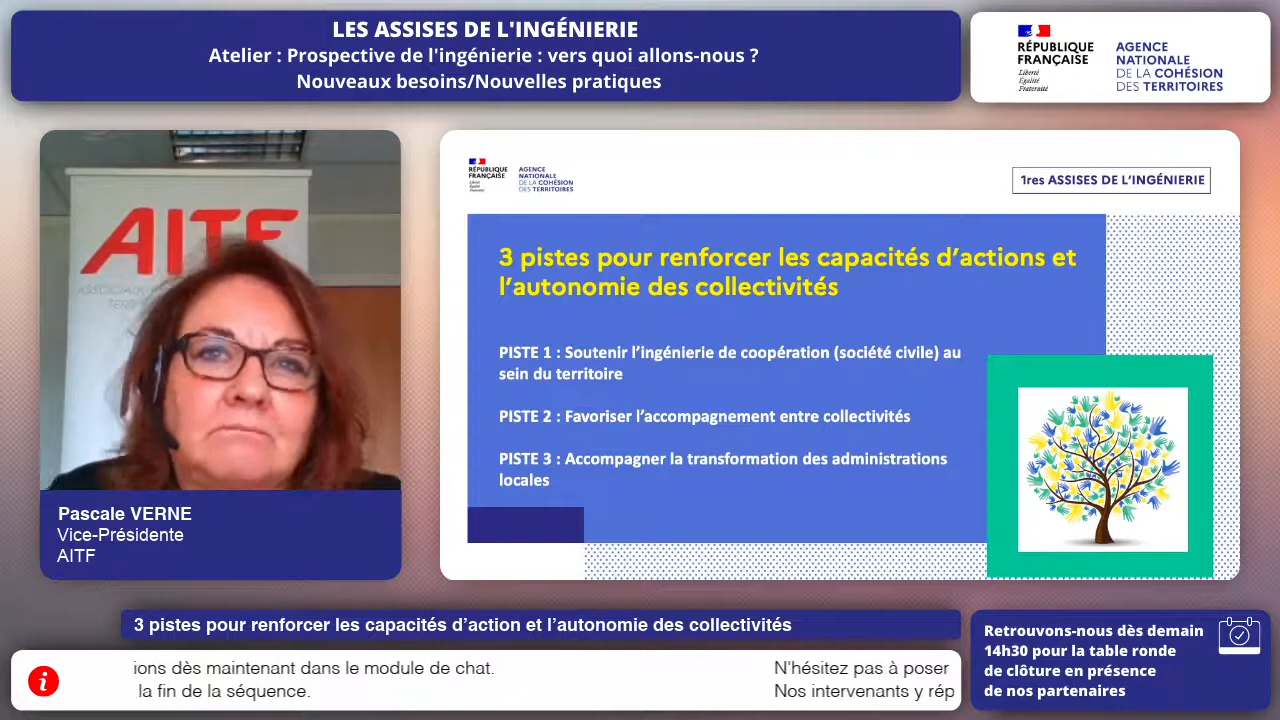 LES ASSISES DE L'INGÉNIERIE
Atelier : Prospective de l'ingénierie : vers quoi allons-nous ?
Nouveaux besoins/Nouvelles pratiques
RÉPUBLIQUE
FRANÇAISE
Liberté
Égalité
Fraternité
AGENCE
NATIONALE
DE LA COHÉSION
DES TERRITOIRES
AITF
Pascale VERNE
Vice-Présidente
AITF
RÉPUBLIQUE
FRANÇAISE
Liberté
Égalité
Fraternité
AGENCE
NATIONALE
DE LA COHÉSION
DES TERRITOIRES
1res ASSISES DE L'INGÉNIERIE
3 pistes pour renforcer les capacités d'actions et
l'autonomie des collectivités
PISTE 1 : Soutenir l'ingénierie de coopération (société civile) au
sein du territoire
PISTE 2 : Favoriser l'accompagnement entre collectivités
PISTE 3 : Accompagner la transformation des administrations
locales
3 pistes pour renforcer les capacités d'action et l'autonomie des collectivités
ions dès maintenant dans le module de chat.
la fin de la séquence.
N'hésitez pas à poser
Nos intervenants y rép
Retrouvons-nous dès demain
14h30 pour la table ronde
de clôture en présence
de nos partenaires